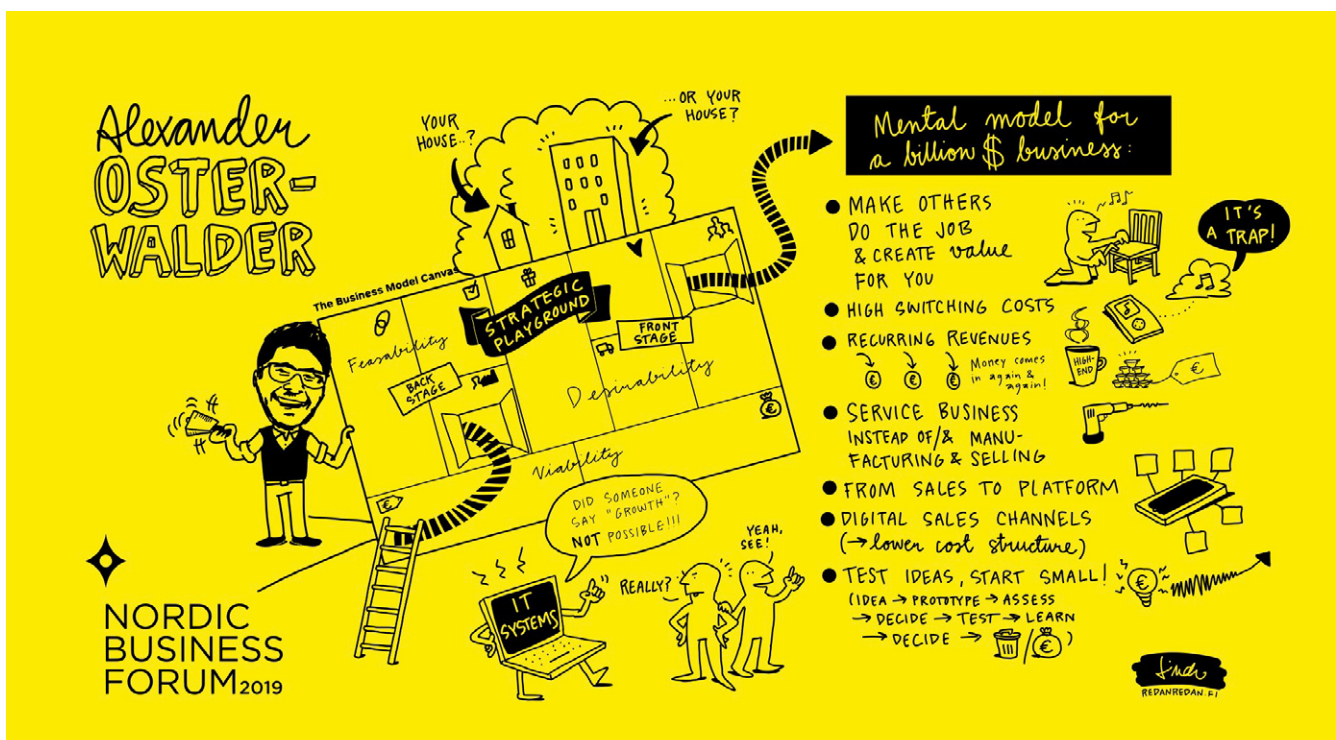 Alexander
OSTER-
WALDER
YOUR
HOUSE..?
...OR YOUR
HOUSE?
The Business Model Canvas
STRATEGIC
PLAYGROUND
Feasability
BACK
STAGE
FRONT
STAGE
Desirability
Viability
DID SOMEONE
SAY "GROWTH"?
NOT POSSIBLE!!!
IT
SYSTEMS
REALLY?
YEAH,
SEE!
NORDIC
BUSINESS
FORUM2019
Mental model for
a billion $ business:
● MAKE OTHERS
DO THE JOB
& CREATE value
FOR YOU
IT'S
A TRAP!
● HIGH SWITCHING COSTS
● RECURRING REVENUES
€ € €
Money comes
in again &
again!
HIGH-
END
€
● SERVICE BUSINESS
INSTEAD OF/& MANU-
FACTURING & SELLING
● FROM SALES TO PLATFORM
● DIGITAL SALES CHANNELS
(→ lower cost structure)
● TEST IDEAS, START SMALL!
(IDEA → PROTOTYPE → ASSESS
→ DECIDE → TEST → LEARN
→ DECIDE → / € )
REDANREDAN.FI